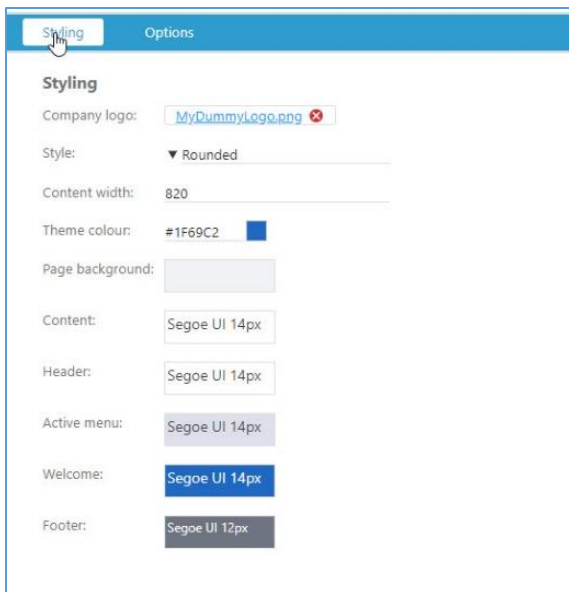 Styling Options
Styling
Company logo: MyDummyLogo.png
Style: ▼ Rounded
Content width: 820
Theme colour: #1F69C2
Page background:
Content: Segoe UI 14px
Header: Segoe UI 14px
Active menu: Segoe UI 14px
Welcome: Segoe UI 14px
Footer: Segoe UI 12px